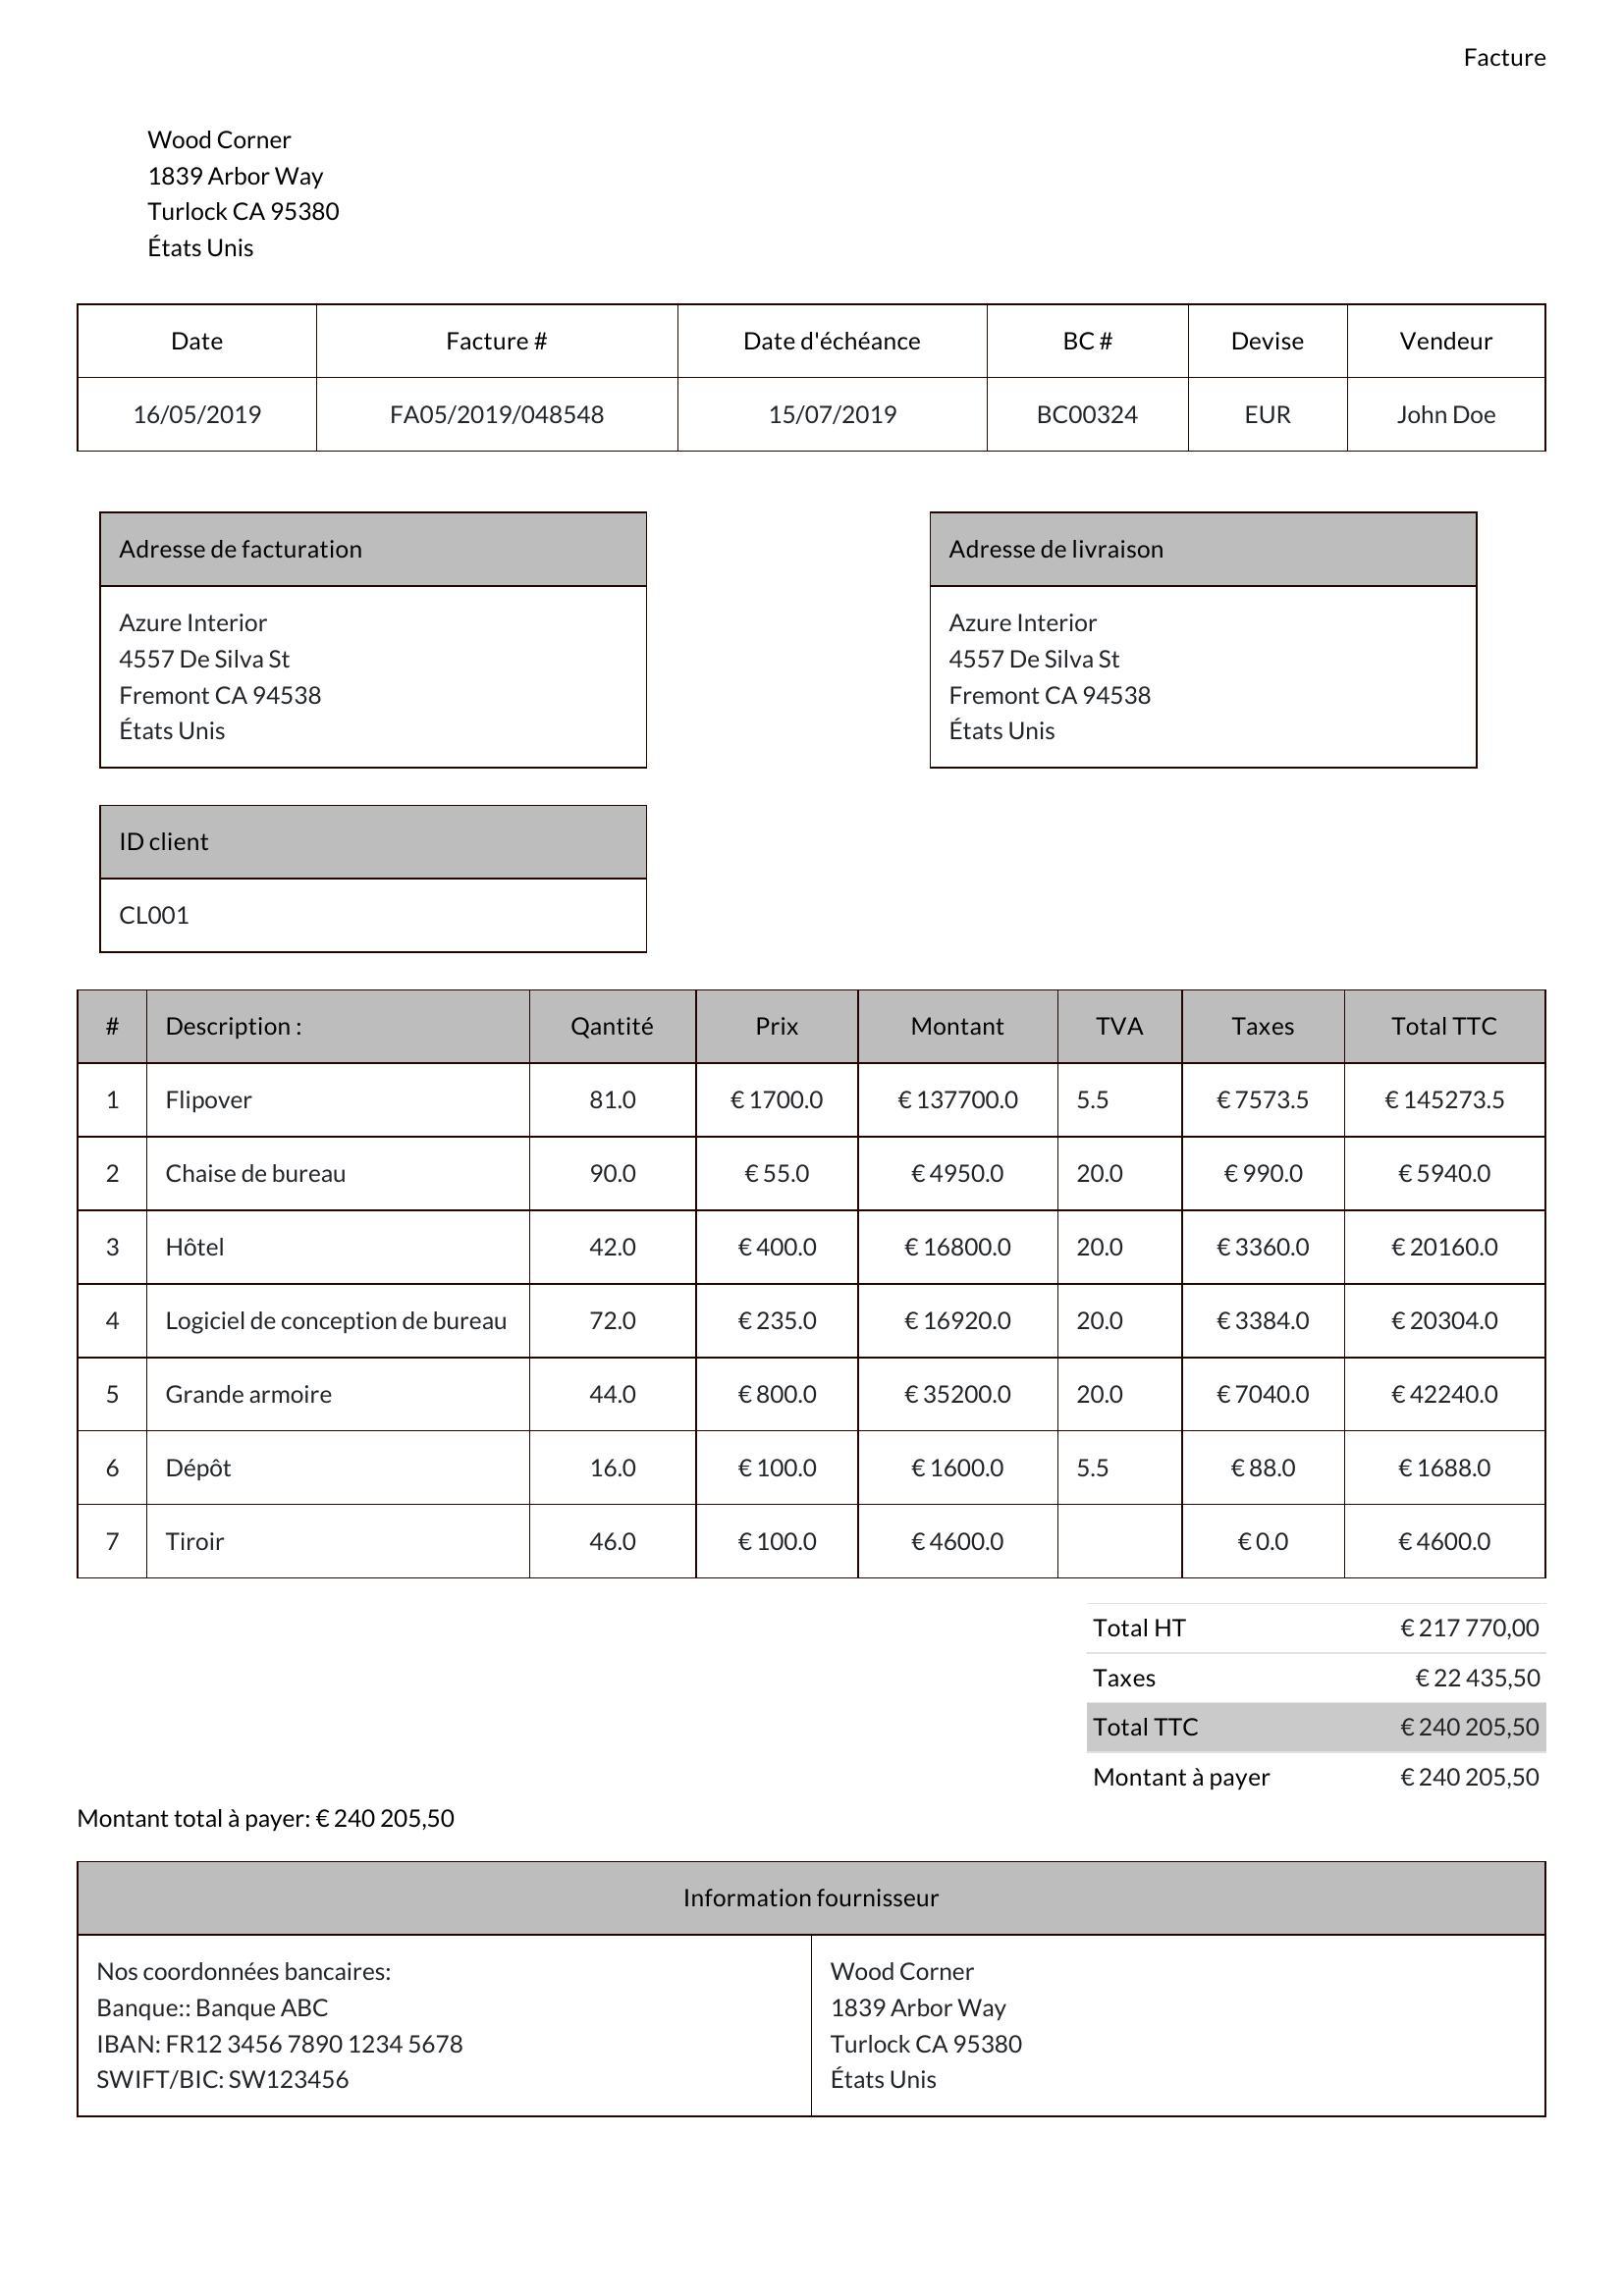 Facture
Wood Corner
1839 Arbor Way
Turlock CA 95380
États Unis
Date Facture # Date d'échéance BC # Devise Vendeur
16/05/2019 FA05/2019/048548 15/07/2019 BC00324 EUR John Doe
Adresse de facturation
Azure Interior
4557 De Silva St
Fremont CA 94538
États Unis
Adresse de livraison
Azure Interior
4557 De Silva St
Fremont CA 94538
États Unis
ID client
CL001
# Description : Qantité Prix Montant TVA Taxes Total TTC
1 Flipover 81.0 € 1700.0 € 137700.0 5.5 € 7573.5 € 145273.5
2 Chaise de bureau 90.0 € 55.0 € 4950.0 20.0 € 990.0 € 5940.0
3 Hôtel 42.0 € 400.0 € 16800.0 20.0 € 3360.0 € 20160.0
4 Logiciel de conception de bureau 72.0 € 235.0 € 16920.0 20.0 € 3384.0 € 20304.0
5 Grande armoire 44.0 € 800.0 € 35200.0 20.0 € 7040.0 € 42240.0
6 Dépôt 16.0 € 100.0 € 1600.0 5.5 € 88.0 € 1688.0
7 Tiroir 46.0 € 100.0 € 4600.0 € 0.0 € 4600.0
Total HT € 217 770,00
Taxes € 22 435,50
Total TTC € 240 205,50
Montant à payer € 240 205,50
Montant total à payer: € 240 205,50
Information fournisseur
Nos coordonnées bancaires:
Banque:: Banque ABC
IBAN: FR12 3456 7890 1234 5678
SWIFT/BIC: SW123456
Wood Corner
1839 Arbor Way
Turlock CA 95380
États Unis